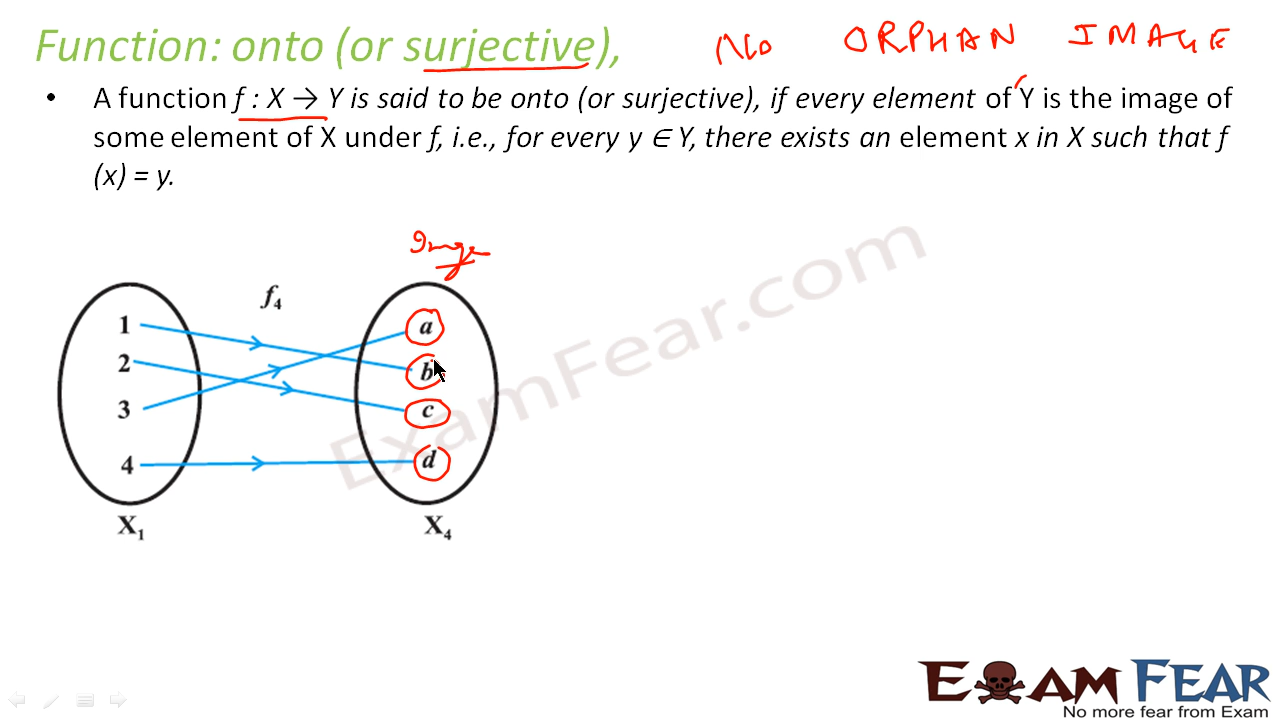 Function: onto (or surjective),
No ORPHAN IMAGE
• A function f : X → Y is said to be onto (or surjective), if every element of Y is the image of
some element of X under f, i.e., for every y ∈ Y, there exists an element x in X such that f
(x) = y.
Image
f₄
1
a
2
b
3
c
4
d
X₁
X₄
ExamFear.com
EXAM FEAR
No more fear from Exam